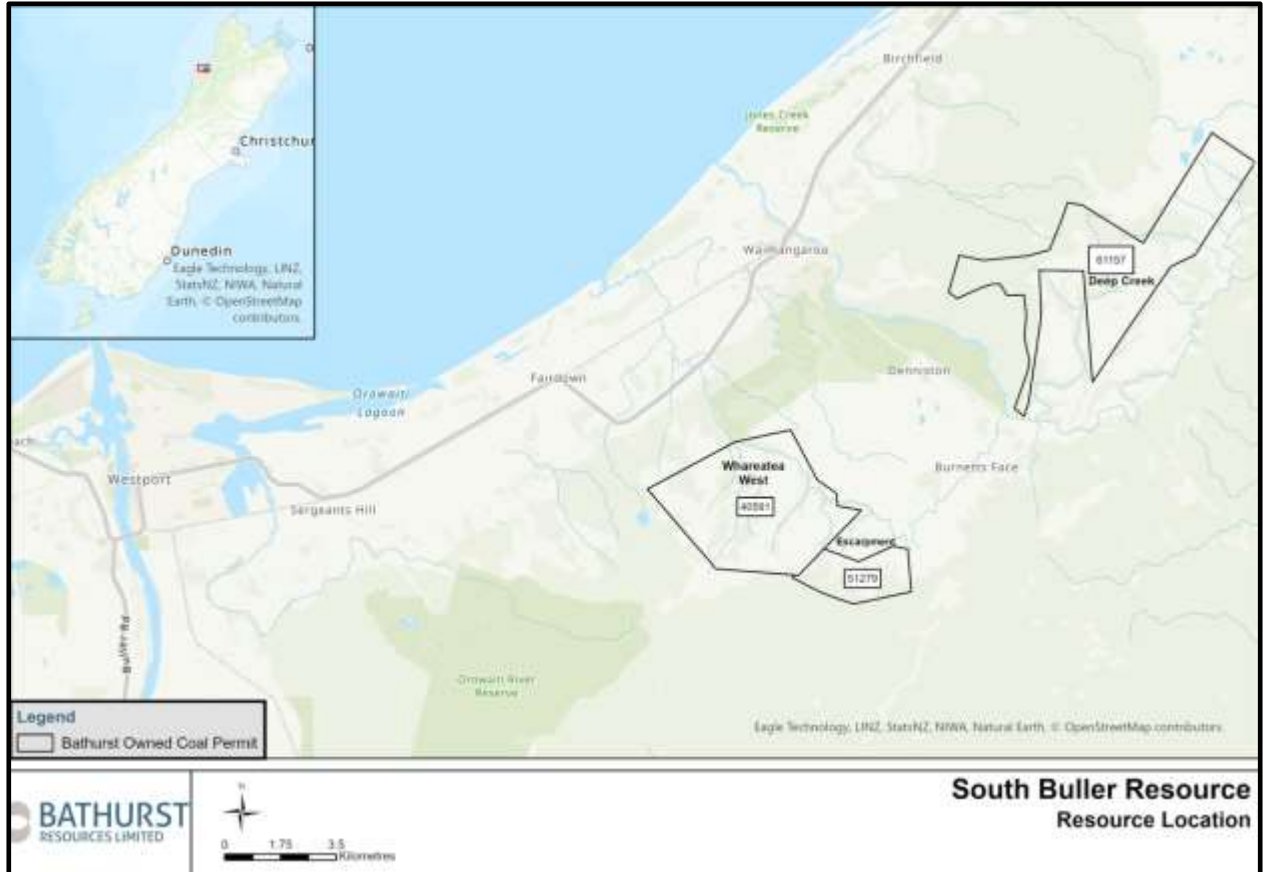 Christchur
Dunedin
Eagle Technology, LINZ,
StatsNZ, NIWA, Natural
Earth, © OpenStreetMap
contributors
Birchfield
Jones Creek
Reserve
Waimangaroa
61197
Deep Creek
Fairdown
Denniston
Orowaiti
Lagoon
ach
Westport
Sergeants Hill
Whareatea
West
40591
Burnetts Face
Escarpment
51279
Buller Rd
Orowaiti River
Reserve
Eagle Technology, LINZ, StatsNZ, NIWA, Natural Earth, © OpenStreetMap contributors
Legend
Bathurst Owned Coal Permit
BATHURST
RESOURCES LIMITED
N
0 1.75 3.5
Kilometres
South Buller Resource
Resource Location